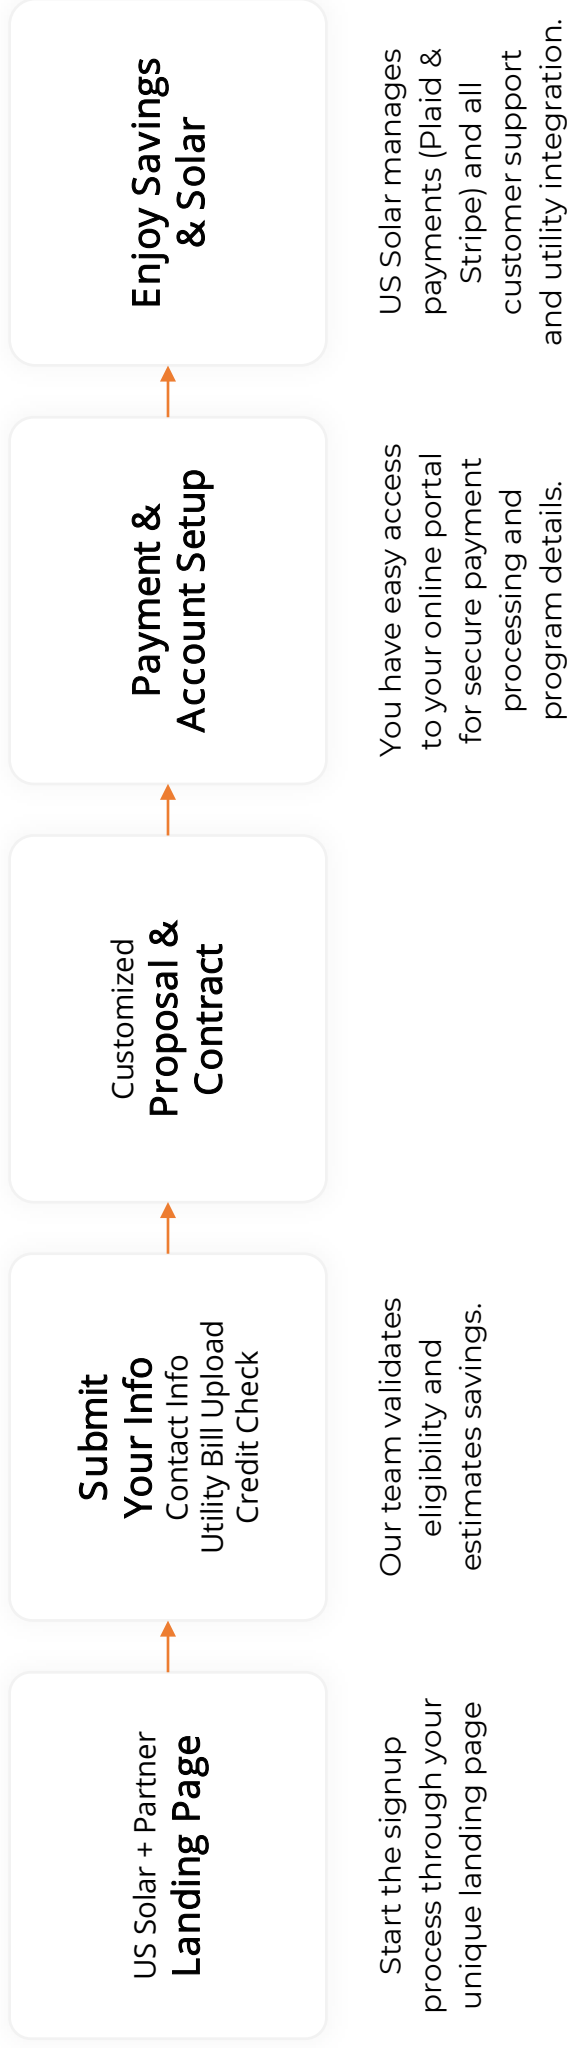 US Solar + Partner
Landing Page
Start the signup
process through your
unique landing page
Submit
Your Info
Contact Info
Utility Bill Upload
Credit Check
Our team validates
eligibility and
estimates savings.
Customized
Proposal &
Contract
Payment &
Account Setup
You have easy access
to your online portal
for secure payment
processing and
program details.
Enjoy Savings
& Solar
US Solar manages
payments (Plaid &
Stripe) and all
customer support
and utility integration.